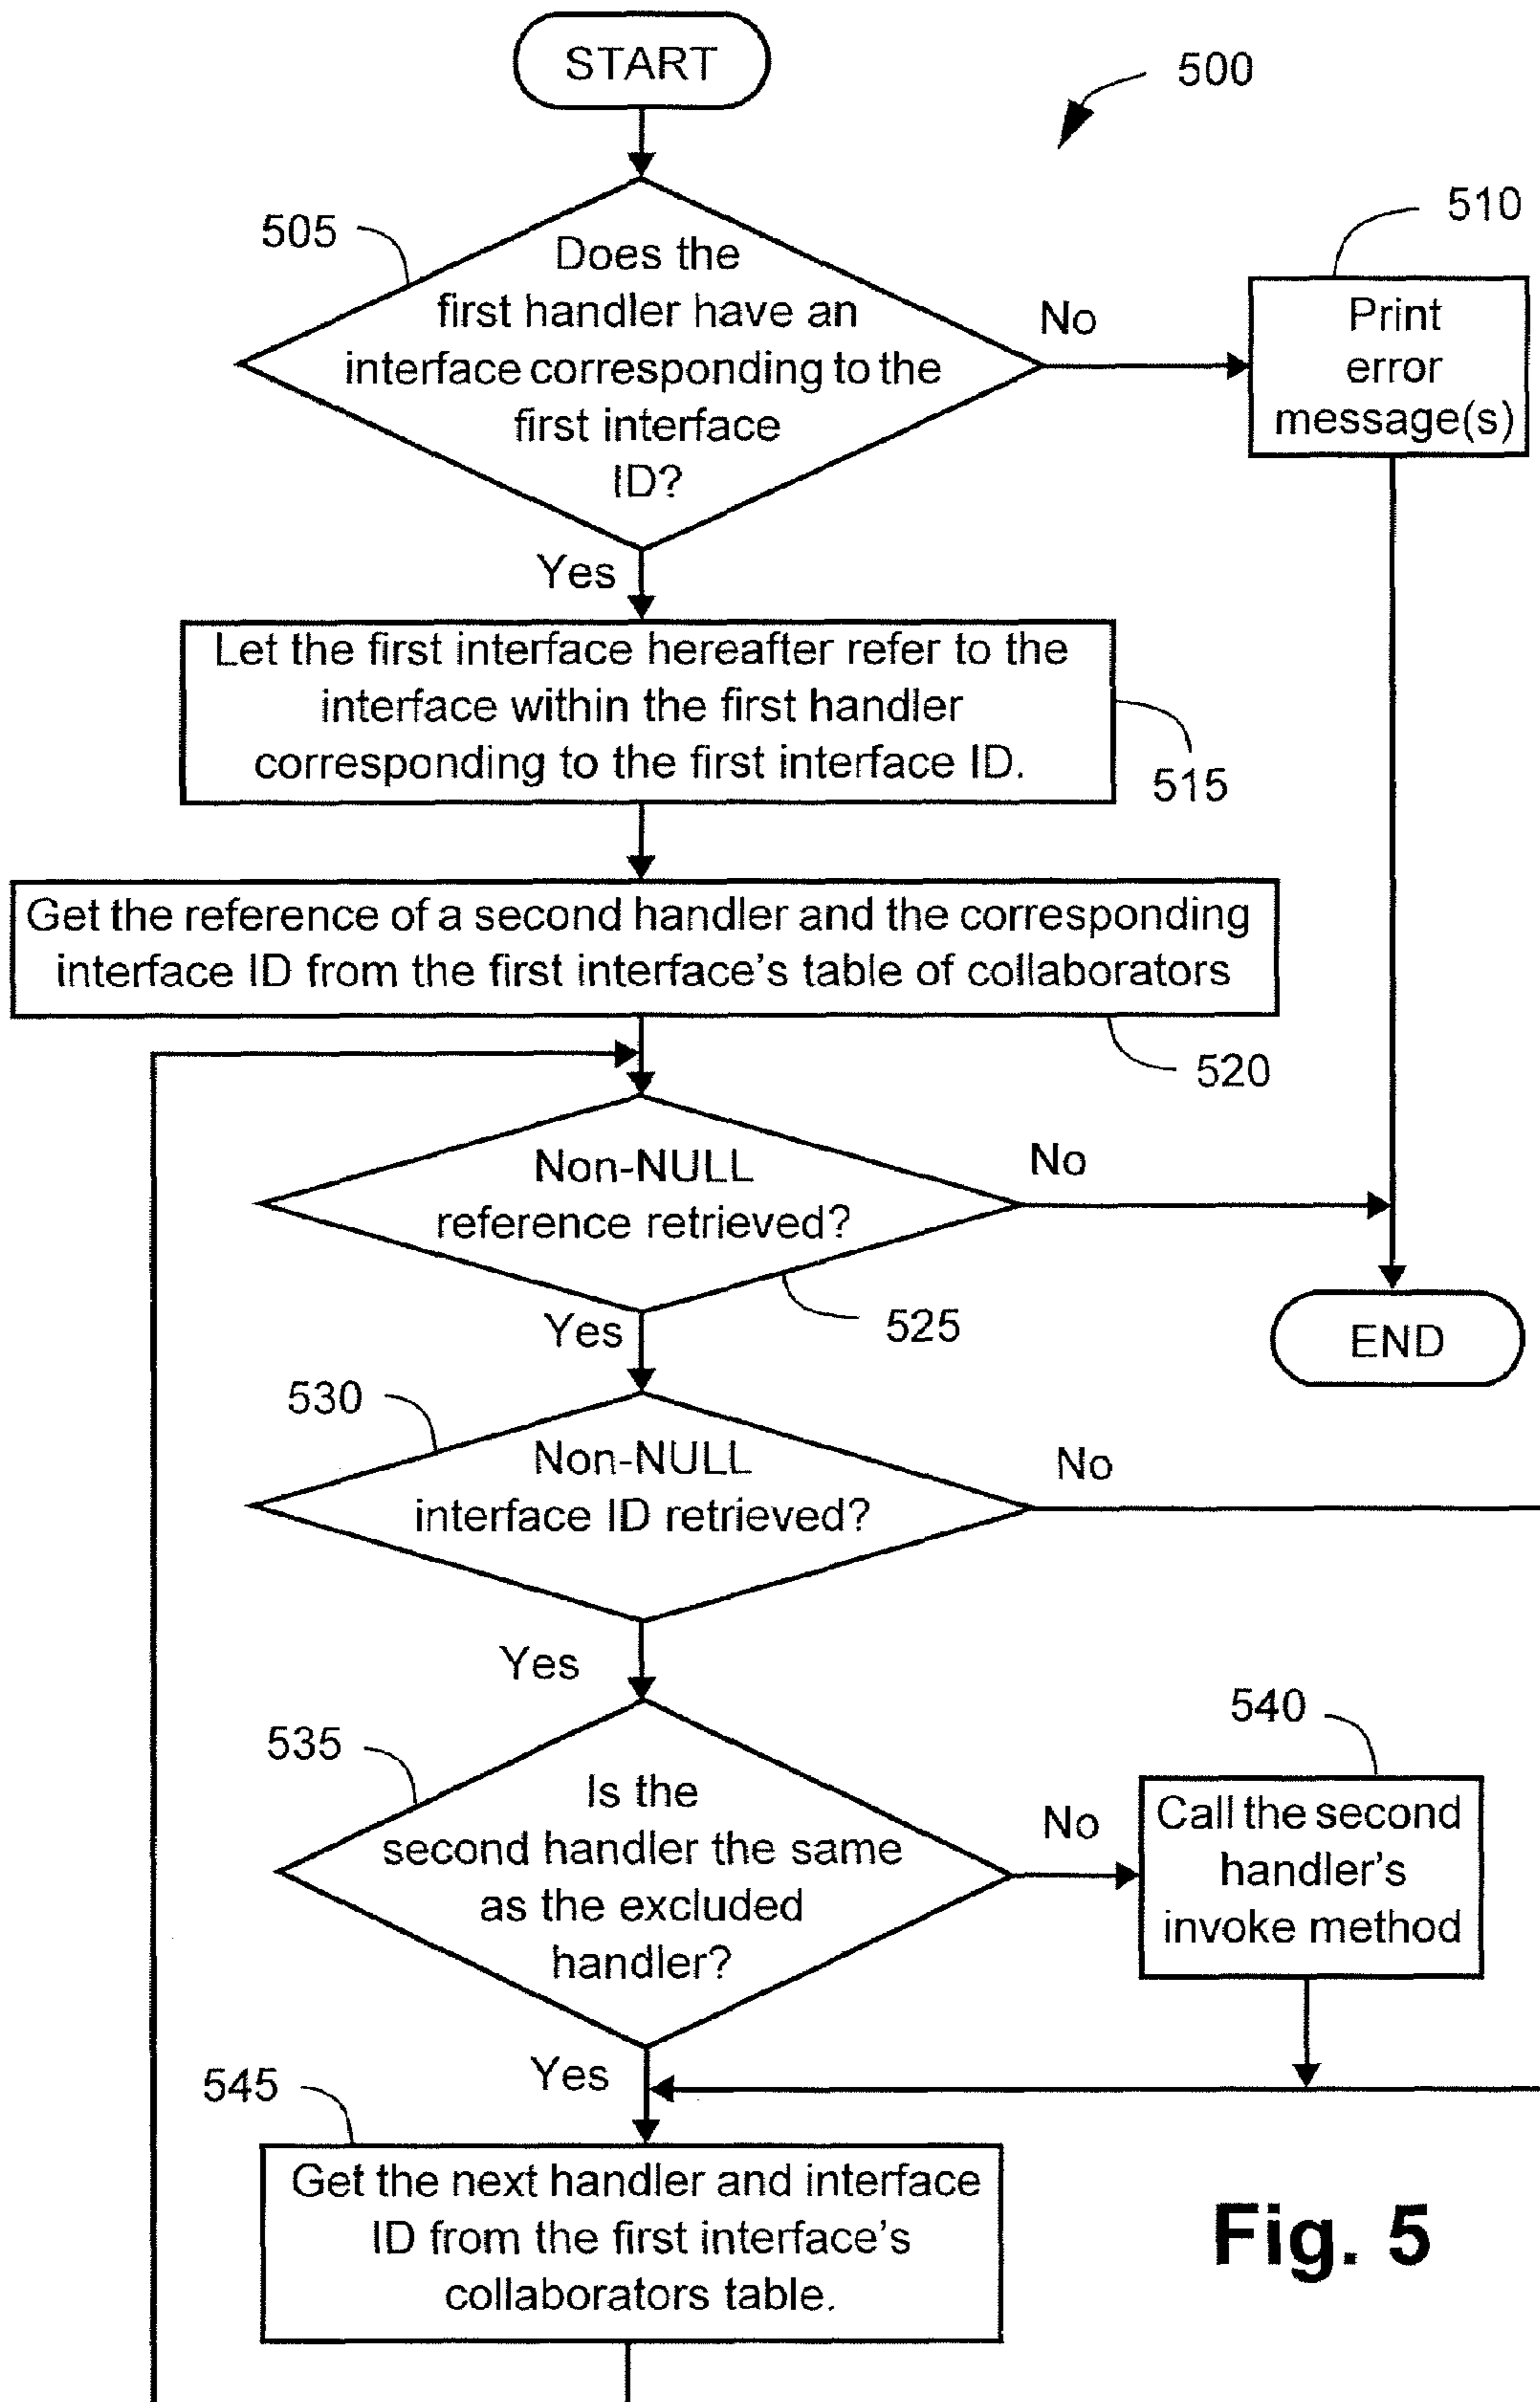 START
500
505
Does the
first handler have an
interface corresponding to the
first interface
ID?
No
510
Print
error
message(s)
Yes
Let the first interface hereafter refer to the
interface within the first handler
corresponding to the first interface ID.
515
Get the reference of a second handler and the corresponding
interface ID from the first interface's table of collaborators
520
Non-NULL
reference retrieved?
No
525
Yes
END
530
Non-NULL
interface ID retrieved?
No
Yes
535
Is the
second handler the same
as the excluded
handler?
No
540
Call the second
handler's
invoke method
Yes
545
Get the next handler and interface
ID from the first interface's
collaborators table.
Fig. 5